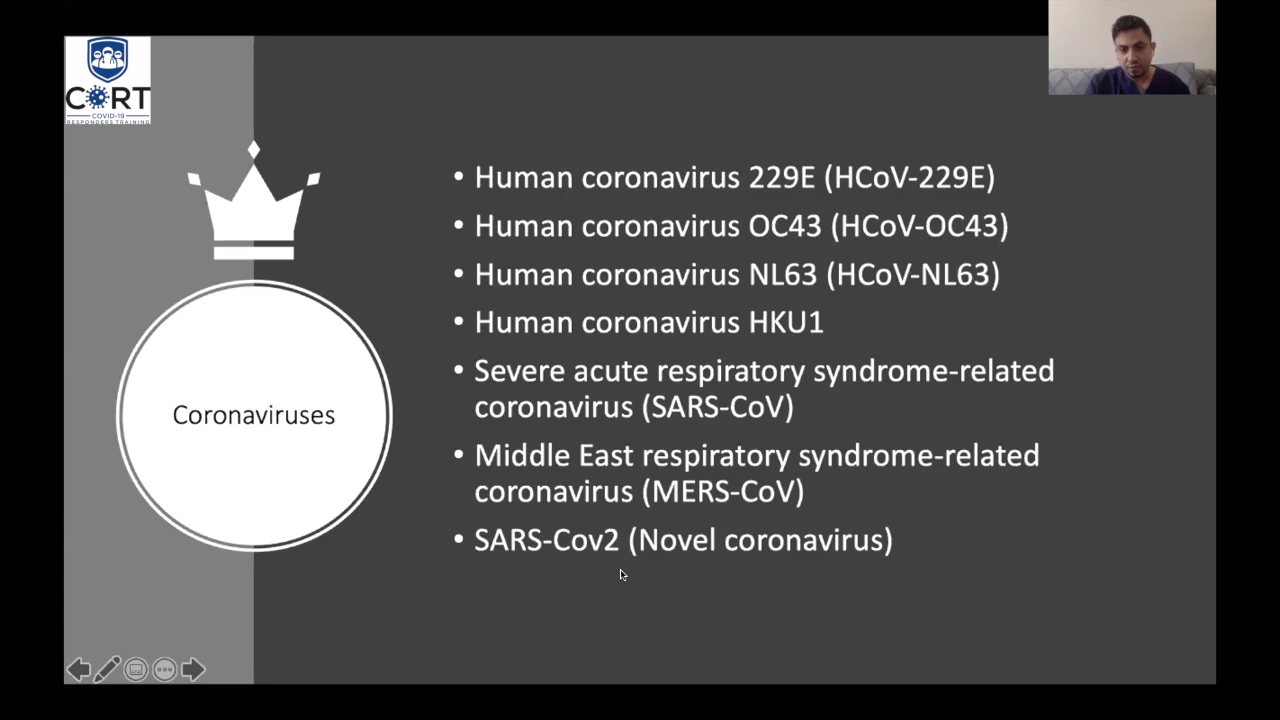 CORT
COVID-19
RESPONDERS TRAINING
Coronaviruses
• Human coronavirus 229E (HCoV-229E)
• Human coronavirus OC43 (HCoV-OC43)
• Human coronavirus NL63 (HCoV-NL63)
• Human coronavirus HKU1
• Severe acute respiratory syndrome-related
coronavirus (SARS-CoV)
• Middle East respiratory syndrome-related
coronavirus (MERS-CoV)
• SARS-Cov2 (Novel coronavirus)